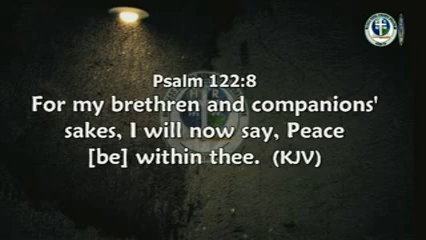 Psalm 122:8
For my brethren and companions'
sakes, I will now say, Peace
[be] within thee. (KJV)